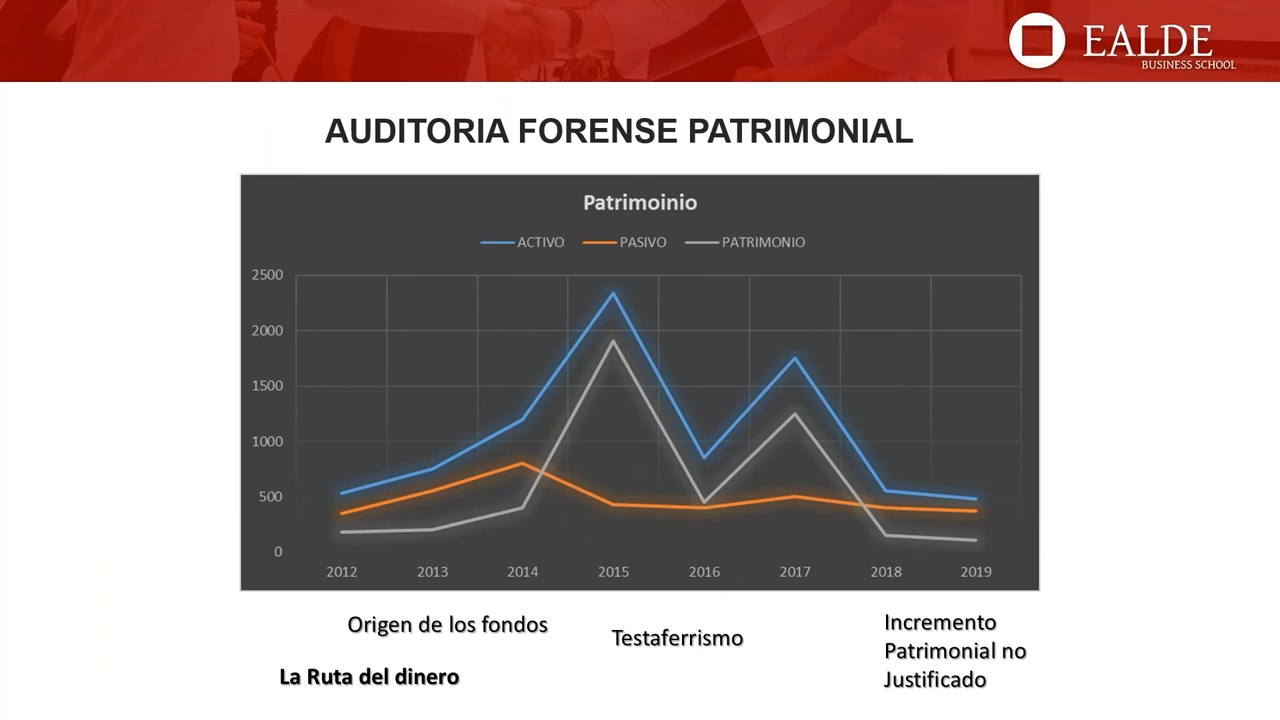 EALDE
BUSINESS SCHOOL
AUDITORIA FORENSE PATRIMONIAL
Patrimoinio
ACTIVO PASIVO PATRIMONIO
2500
2000
1500
1000
500
0
2012 2013 2014 2015 2016 2017 2018 2019
Origen de los fondos
Testaferrismo
Incremento
Patrimonial no
Justificado
La Ruta del dinero